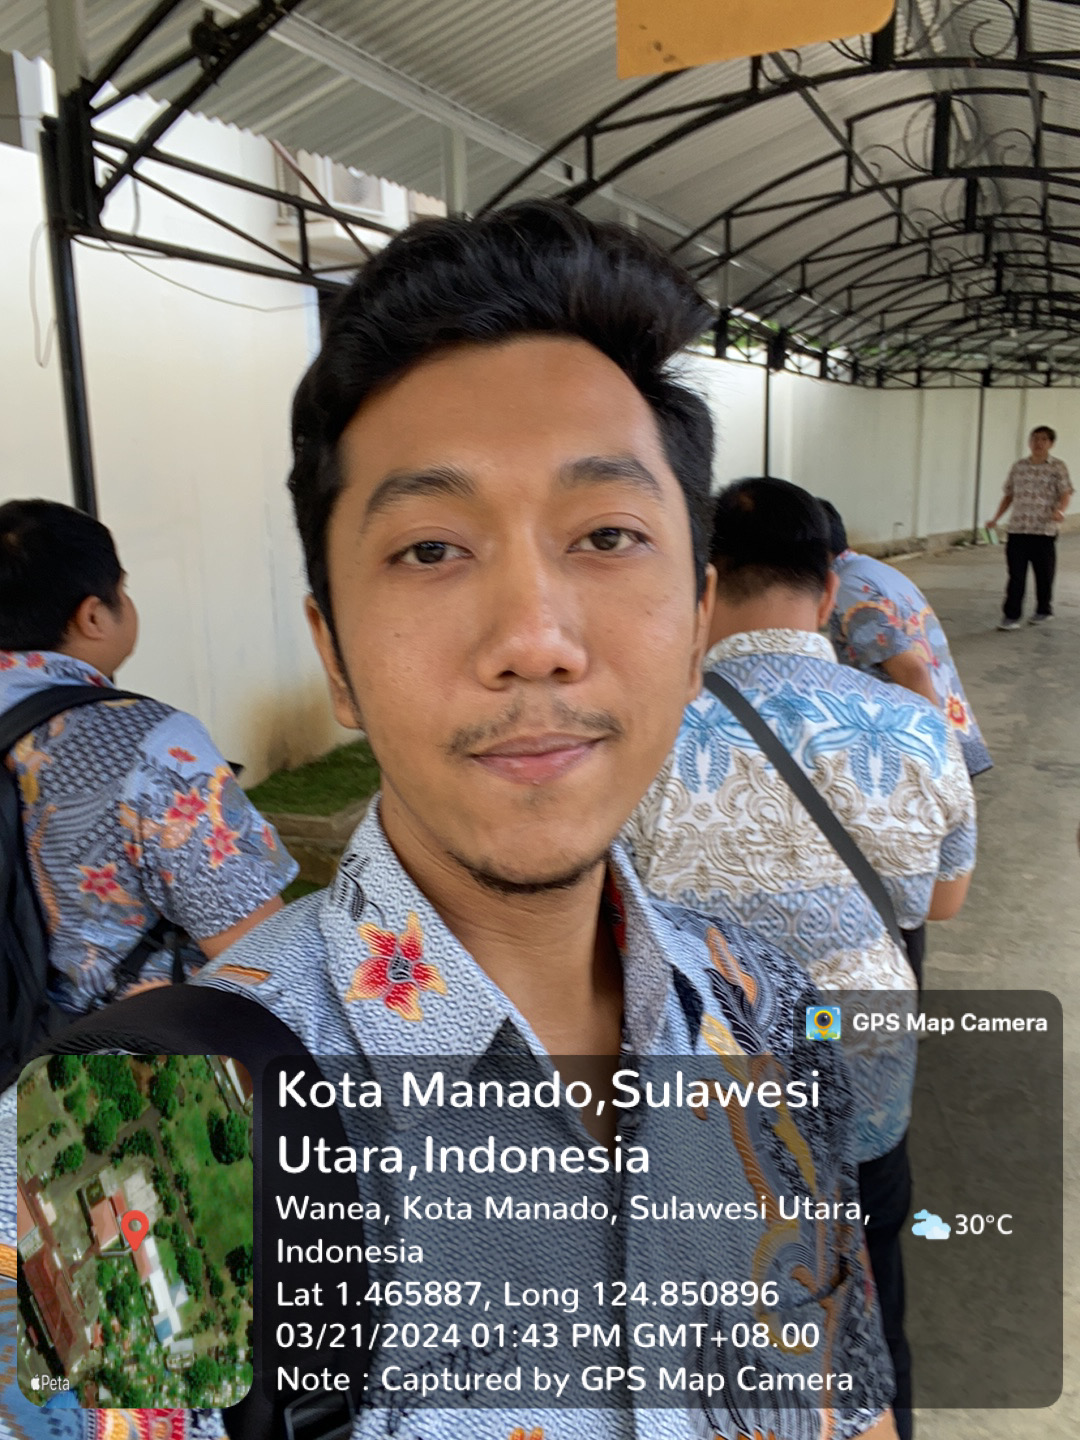 GPS Map Camera
Kota Manado,Sulawesi
Utara,Indonesia
Wanea, Kota Manado, Sulawesi Utara,
Indonesia
30°C
Lat 1.465887, Long 124.850896
03/21/2024 01:43 PM GMT+08.00
Note : Captured by GPS Map Camera
Peta